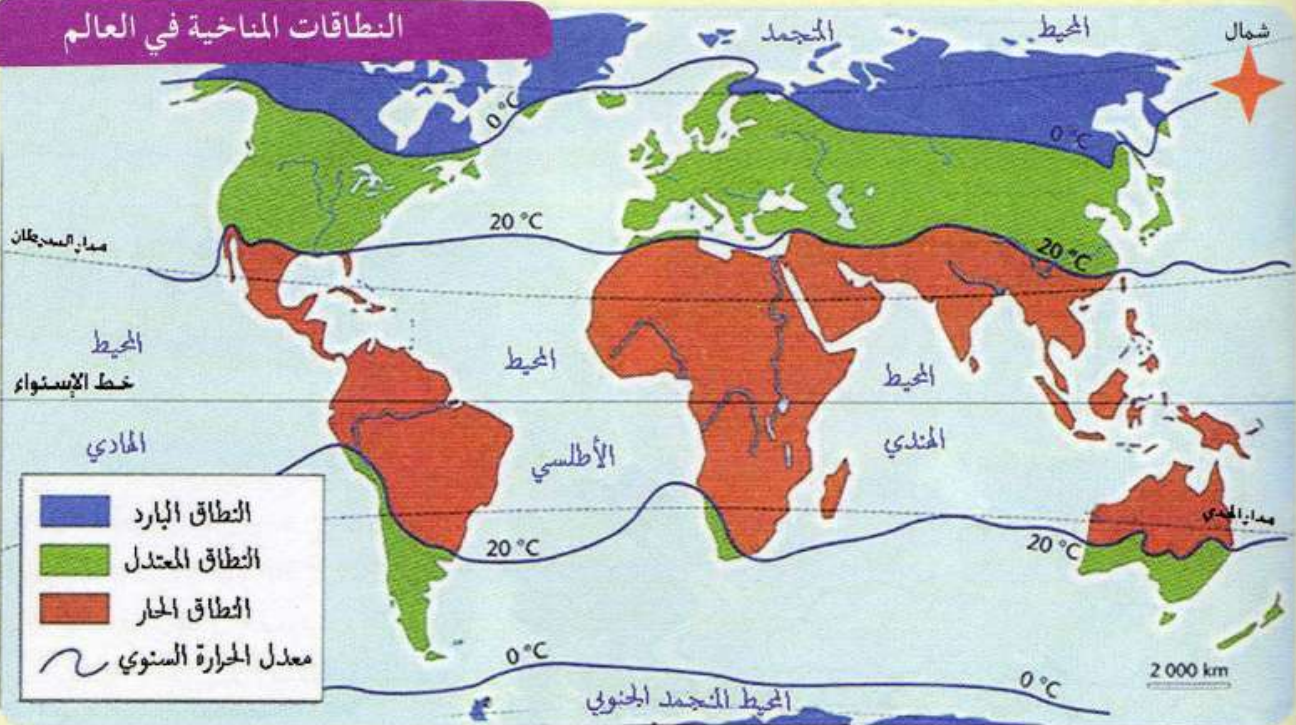 النطاقات المناخية في العالم
المحيط
المتجمد
شمال
0 °C
0 °C
20 °C
20 °C
مدار السرطان
المحيط
المحيط
المحيط
خط الإستواء
الهادي
الأطلسي
الهندي
مدار الجدي
20 °C
20 °C
النطاق البارد
النطاق المعتدل
النطاق الحار
معدل الحرارة السنوي
0 °C
0 °C
2 000 km
المحيط المتجمد الجنوبي